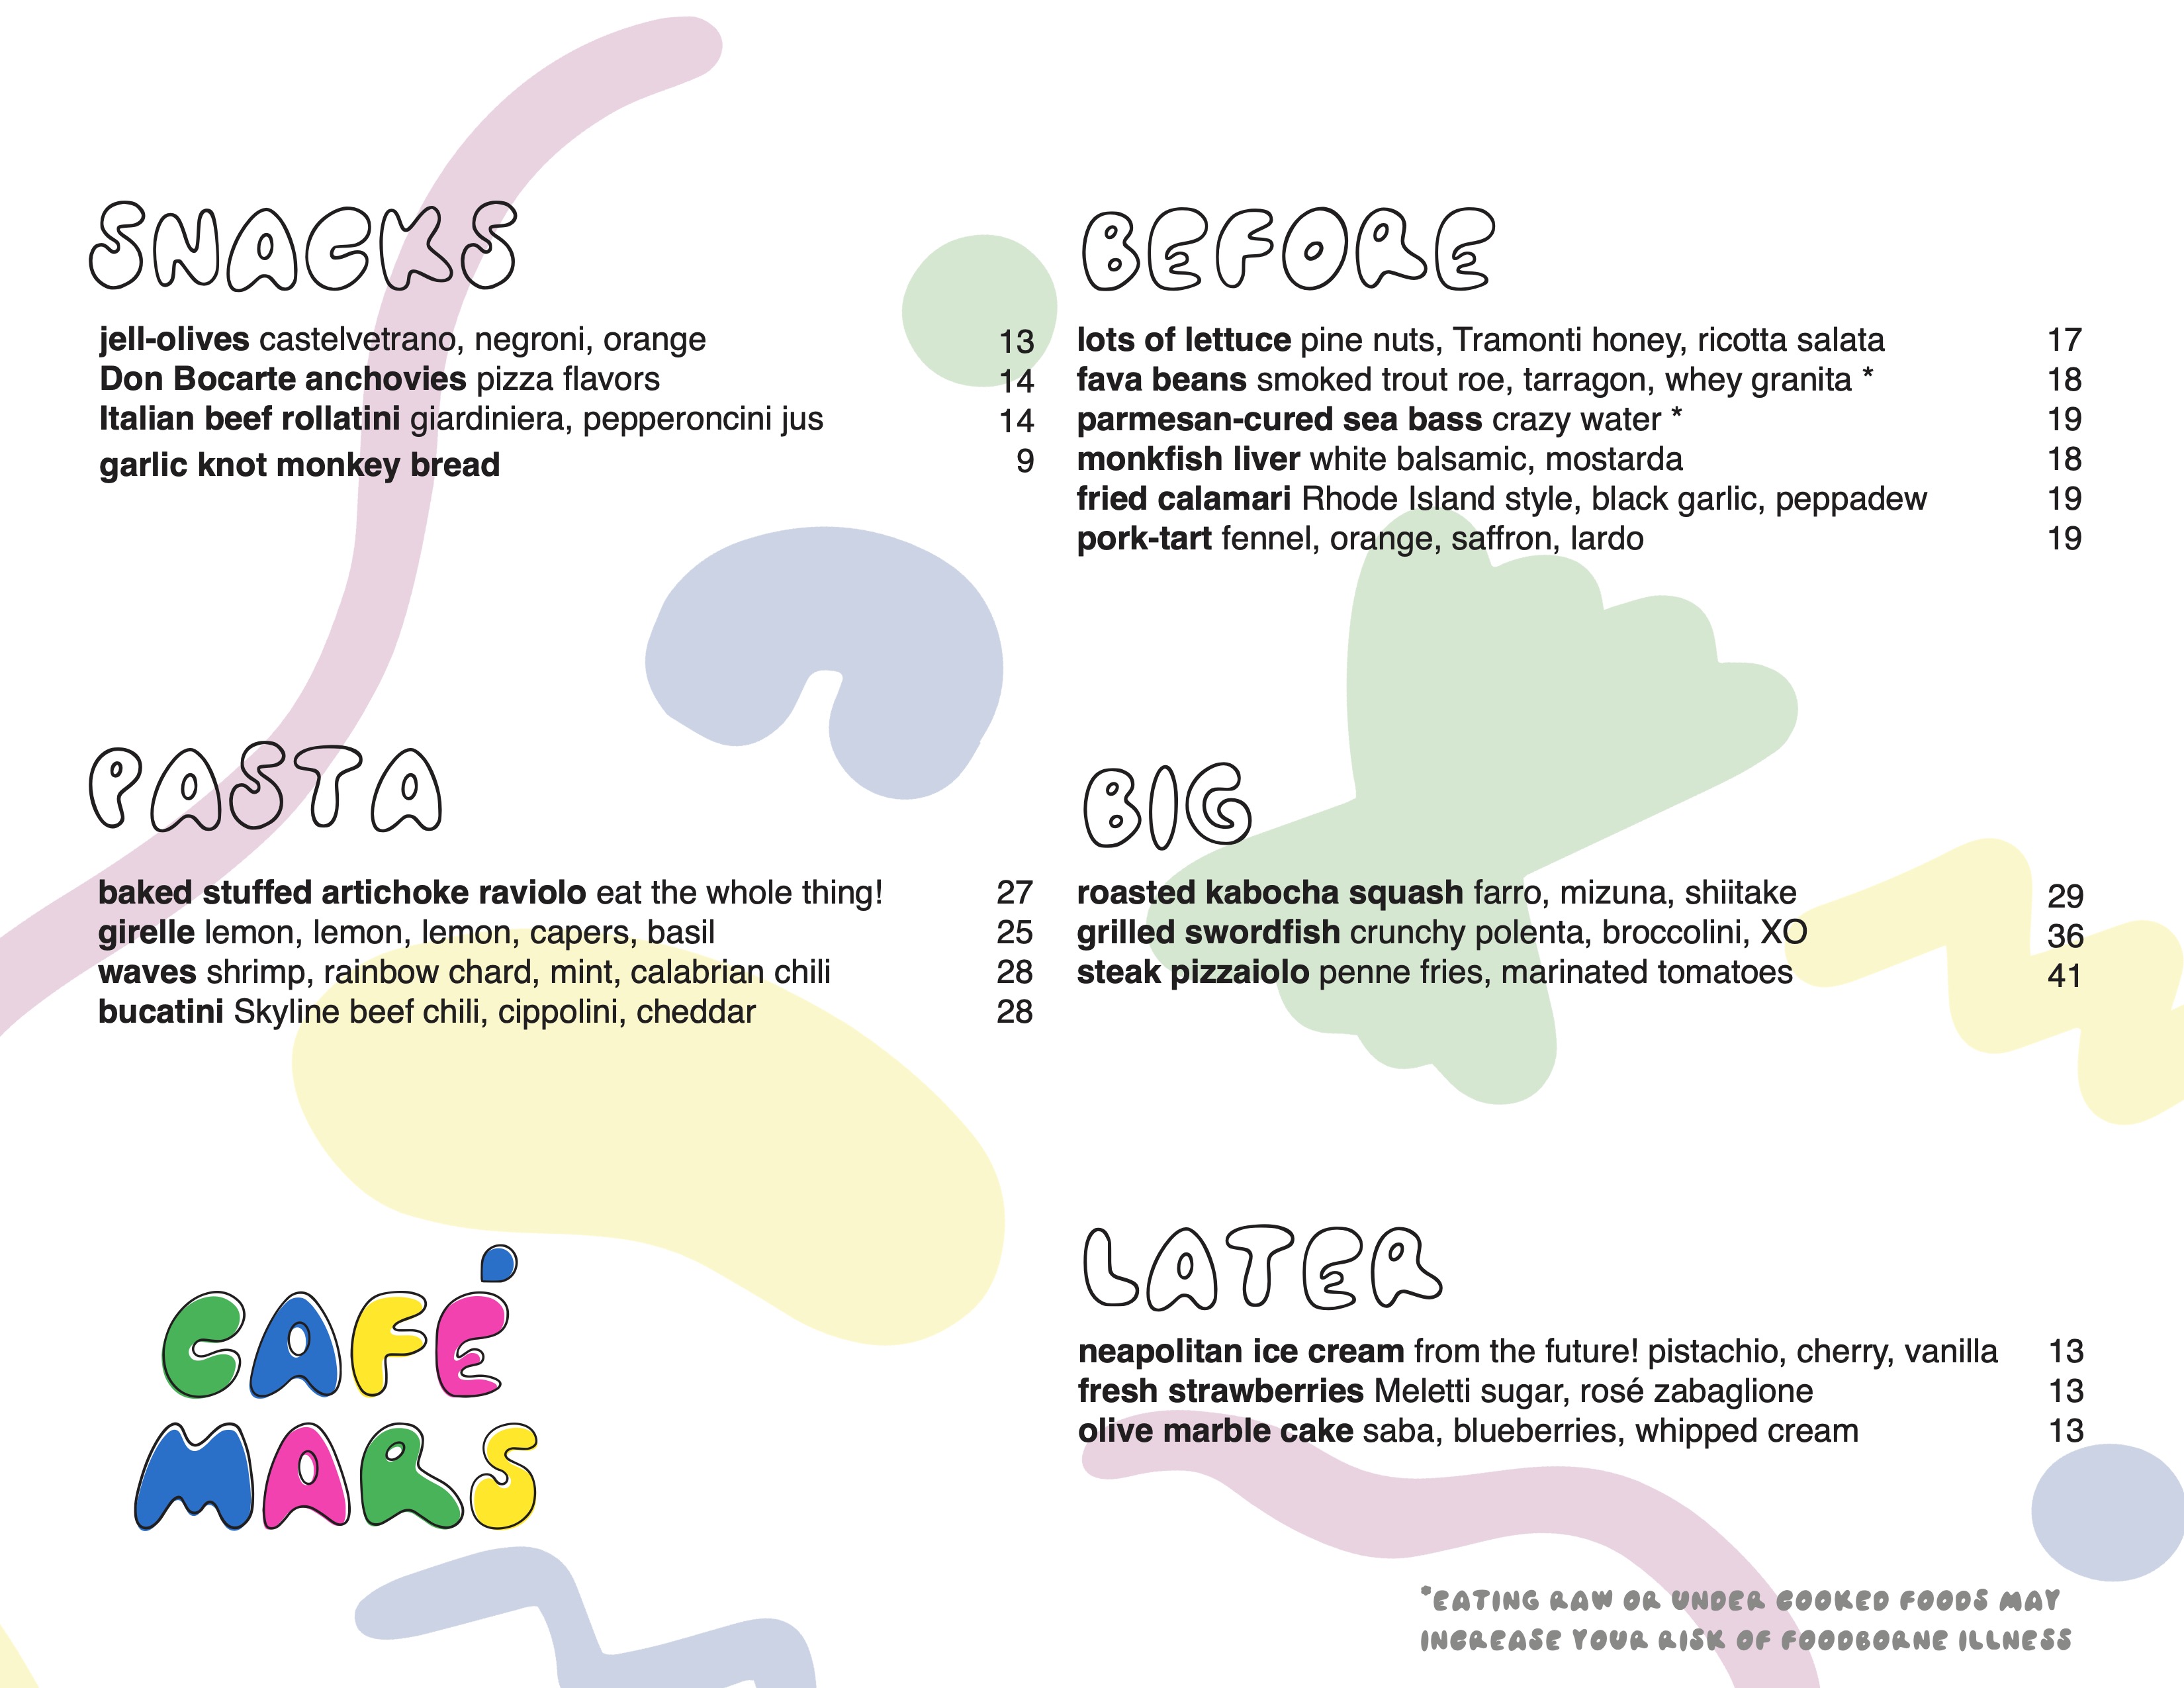 SNACKS
jell-olives castelvetrano, negroni, orange 13
Don Bocarte anchovies pizza flavors 14
Italian beef rollatini giardiniera, pepperoncini jus 14
garlic knot monkey bread 9
BEFORE
lots of lettuce pine nuts, Tramonti honey, ricotta salata 17
fava beans smoked trout roe, tarragon, whey granita * 18
parmesan-cured sea bass crazy water * 19
monkfish liver white balsamic, mostarda 18
fried calamari Rhode Island style, black garlic, peppadew 19
pork-tart fennel, orange, saffron, lardo 19
PASTA
baked stuffed artichoke raviolo eat the whole thing! 27
girelle lemon, lemon, lemon, capers, basil 25
waves shrimp, rainbow chard, mint, calabrian chili 28
bucatini Skyline beef chili, cippolini, cheddar 28
BIG
roasted kabocha squash farro, mizuna, shiitake 29
grilled swordfish crunchy polenta, broccolini, XO 36
steak pizzaiolo penne fries, marinated tomatoes 41
CAFÉ
MARS
LATER
neapolitan ice cream from the future! pistachio, cherry, vanilla 13
fresh strawberries Meletti sugar, rosé zabaglione 13
olive marble cake saba, blueberries, whipped cream 13
*EATING RAW OR UNDER COOKED FOODS MAY
INCREASE YOUR RISK OF FOODBORNE ILLNESS